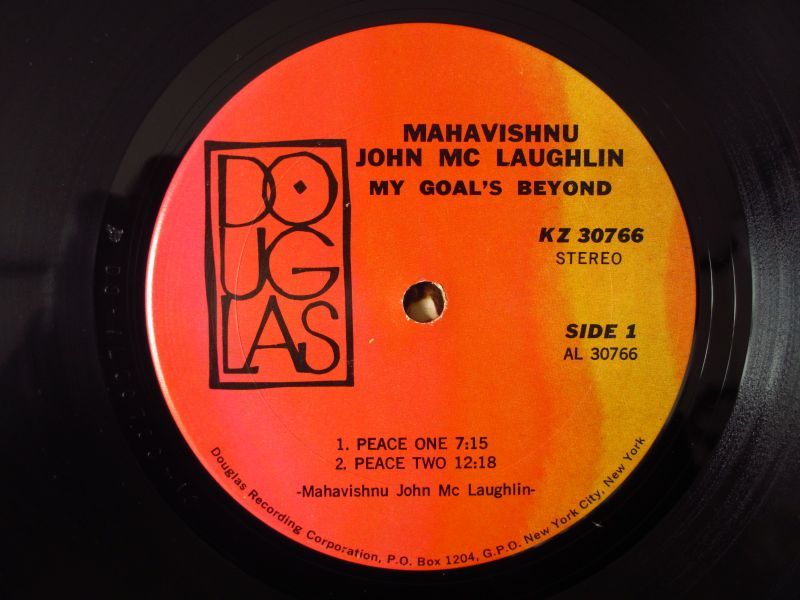 DOUGLAS
MAHAVISHNU
JOHN MC LAUGHLIN
MY GOAL'S BEYOND
KZ 30766
STEREO
SIDE 1
AL 30766
1. PEACE ONE 7:15
2. PEACE TWO 12:18
-Mahavishnu John Mc Laughlin-
Douglas Recording Corporation, P.O. Box 1204, G.P.O. New York City, New York